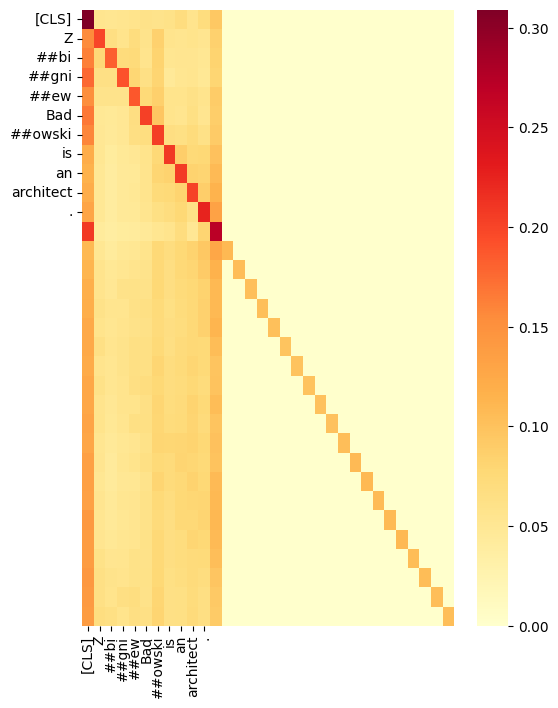 [CLS]
Z
##bi
##gni
##ew
Bad
##owski
is
an
architect
.
0.30
0.25
0.20
0.15
0.10
0.05
0.00
[CLS]
Z
##bi
##gni
##ew
Bad
##owski
is
an
architect
.